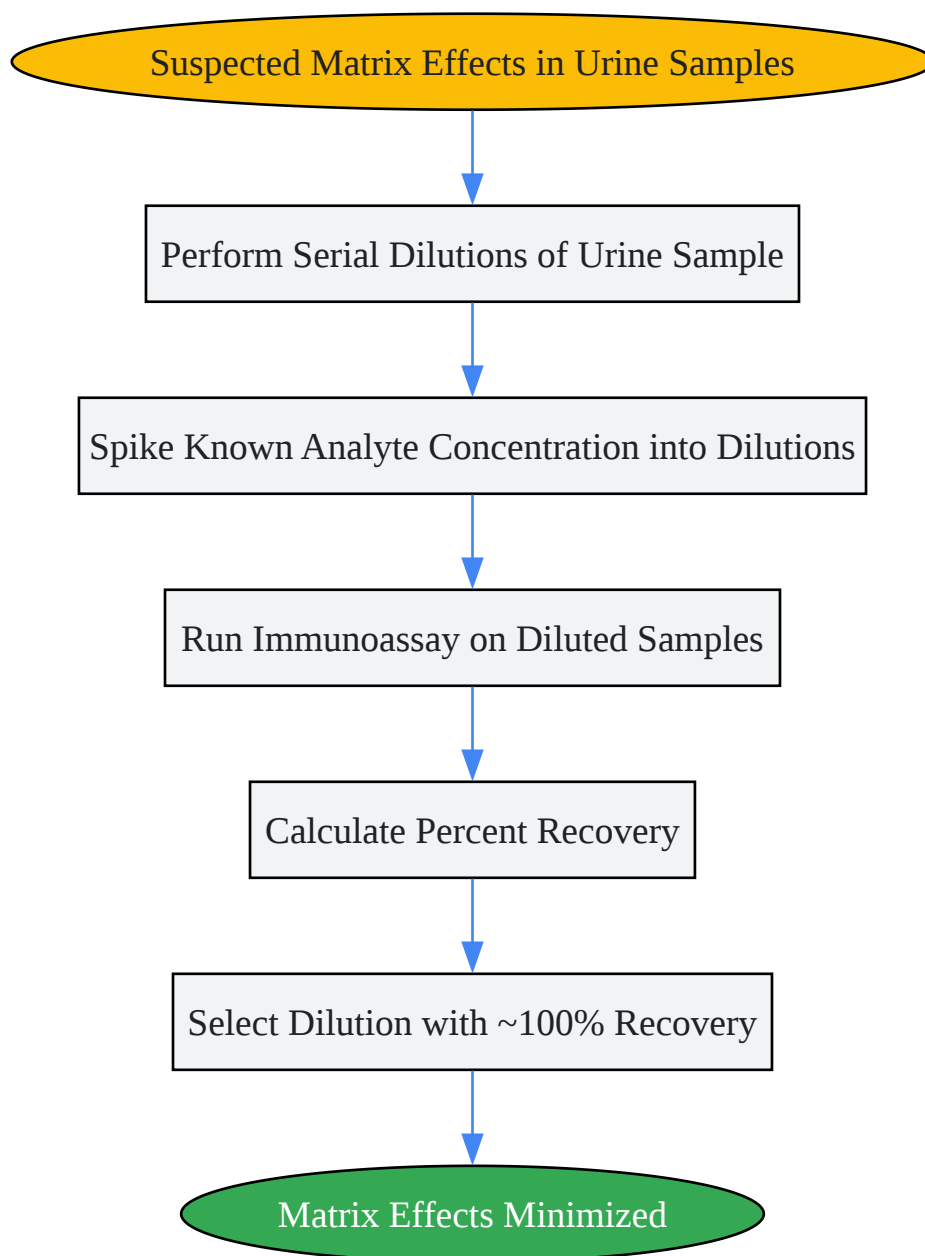 Suspected Matrix Effects in Urine Samples
Perform Serial Dilutions of Urine Sample
Spike Known Analyte Concentration into Dilutions
Run Immunoassay on Diluted Samples
Calculate Percent Recovery
Select Dilution with ~100% Recovery
Matrix Effects Minimized